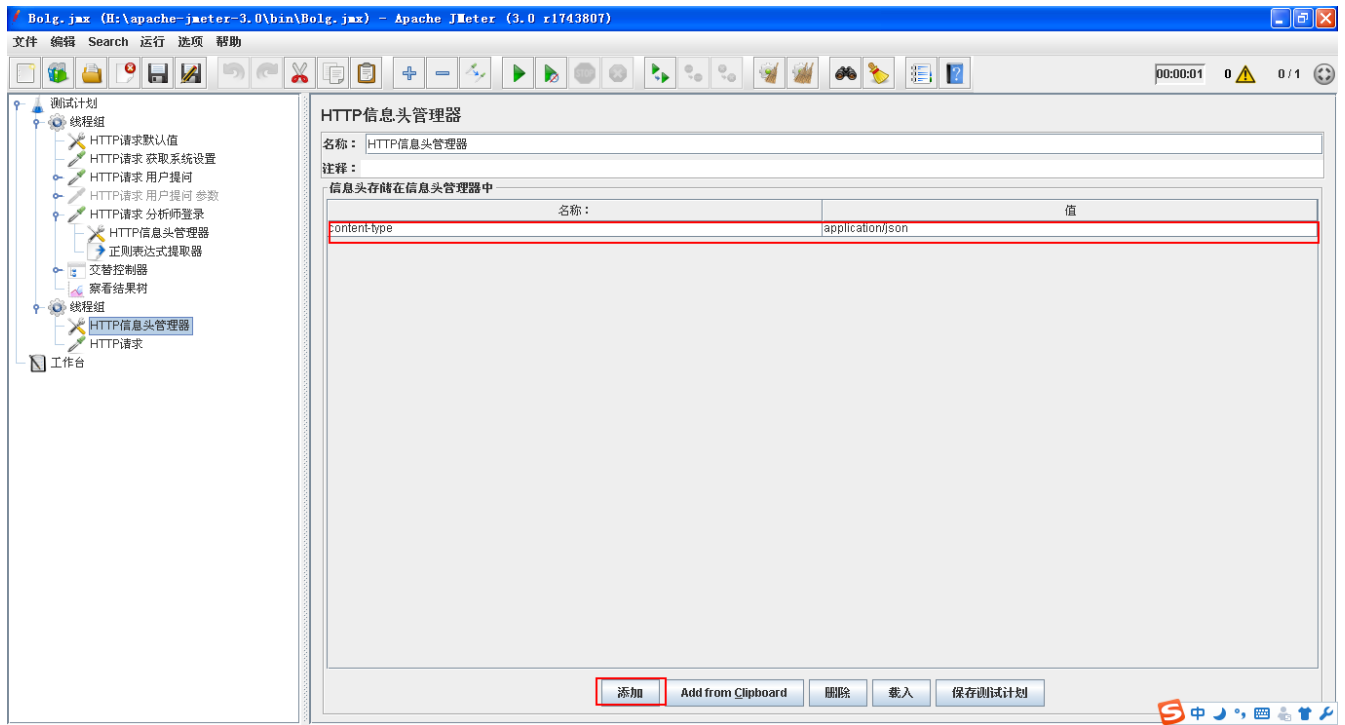 Bolg.jmx (H:\apache-jmeter-3.0\bin\Bolg.jmx) - Apache JMeter (3.0 r1743807)
文件 编辑 Search 运行 选项 帮助
00:00:01 0 0 / 1
测试计划
线程组
HTTP请求默认值
HTTP请求 获取系统设置
HTTP请求 用户提问
HTTP请求 用户提问 参数
HTTP请求 分析师登录
HTTP信息头管理器
正则表达式提取器
交替控制器
察看结果树
线程组
HTTP信息头管理器
HTTP请求
工作台
HTTP信息头管理器
名称： HTTP信息头管理器
注释：
信息头存储在信息头管理器中
名称： 值
content-type application/json
添加 Add from Clipboard 删除 载入 保存测试计划
中